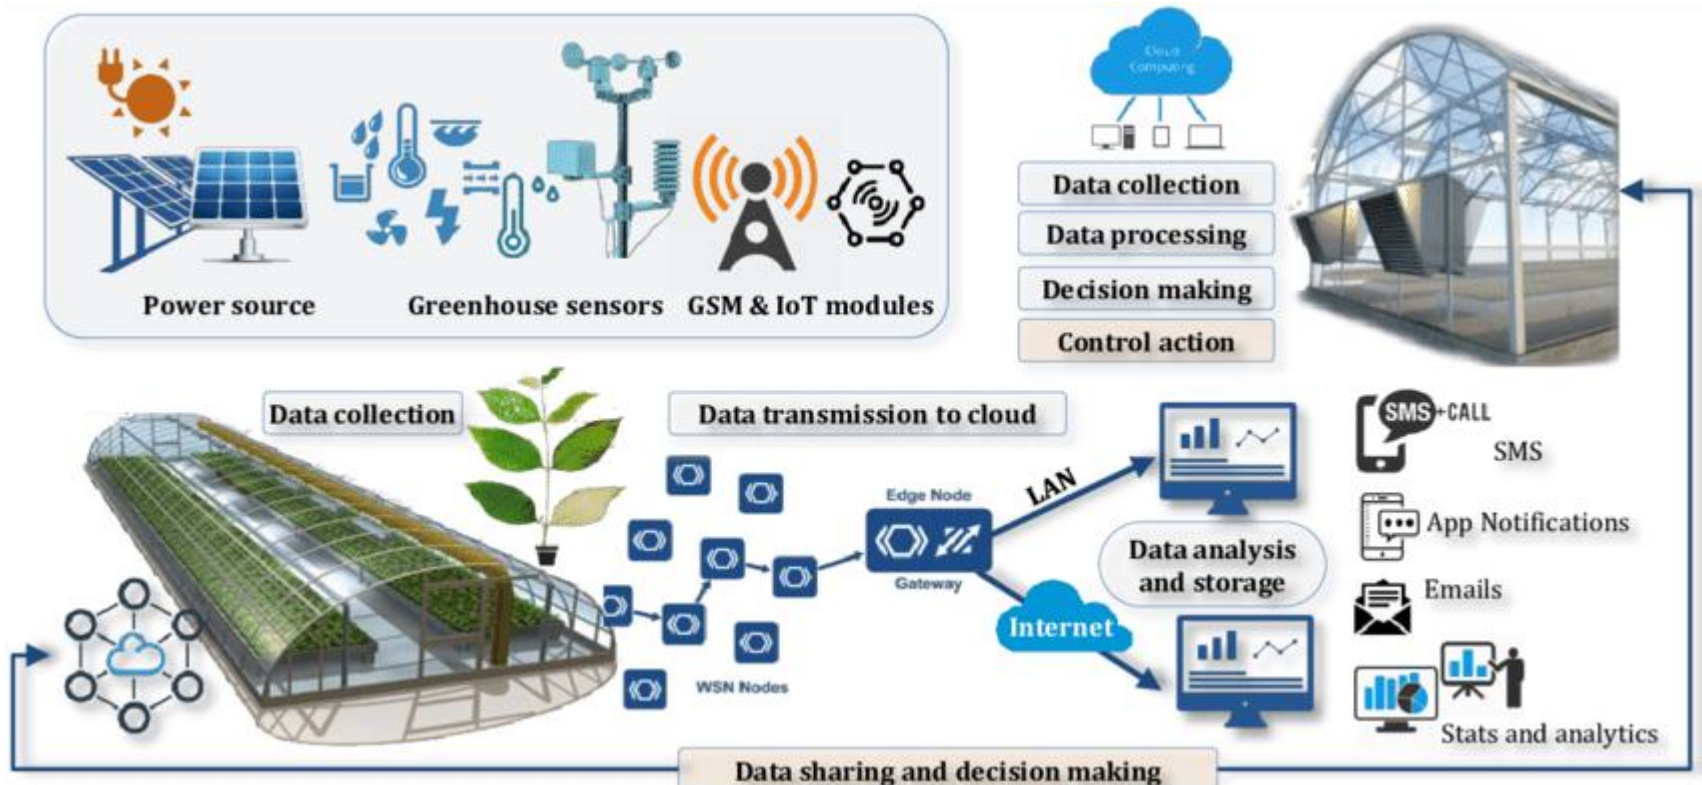 Power source
Greenhouse sensors
GSM & IoT modules
Cloud
Computing
Data collection
Data processing
Decision making
Control action
Data collection
Data transmission to cloud
WSN Nodes
Edge Node
Gateway
LAN
Internet
Data analysis
and storage
SMS+CALL
SMS
App Notifications
Emails
Stats and analytics
Data sharing and decision making